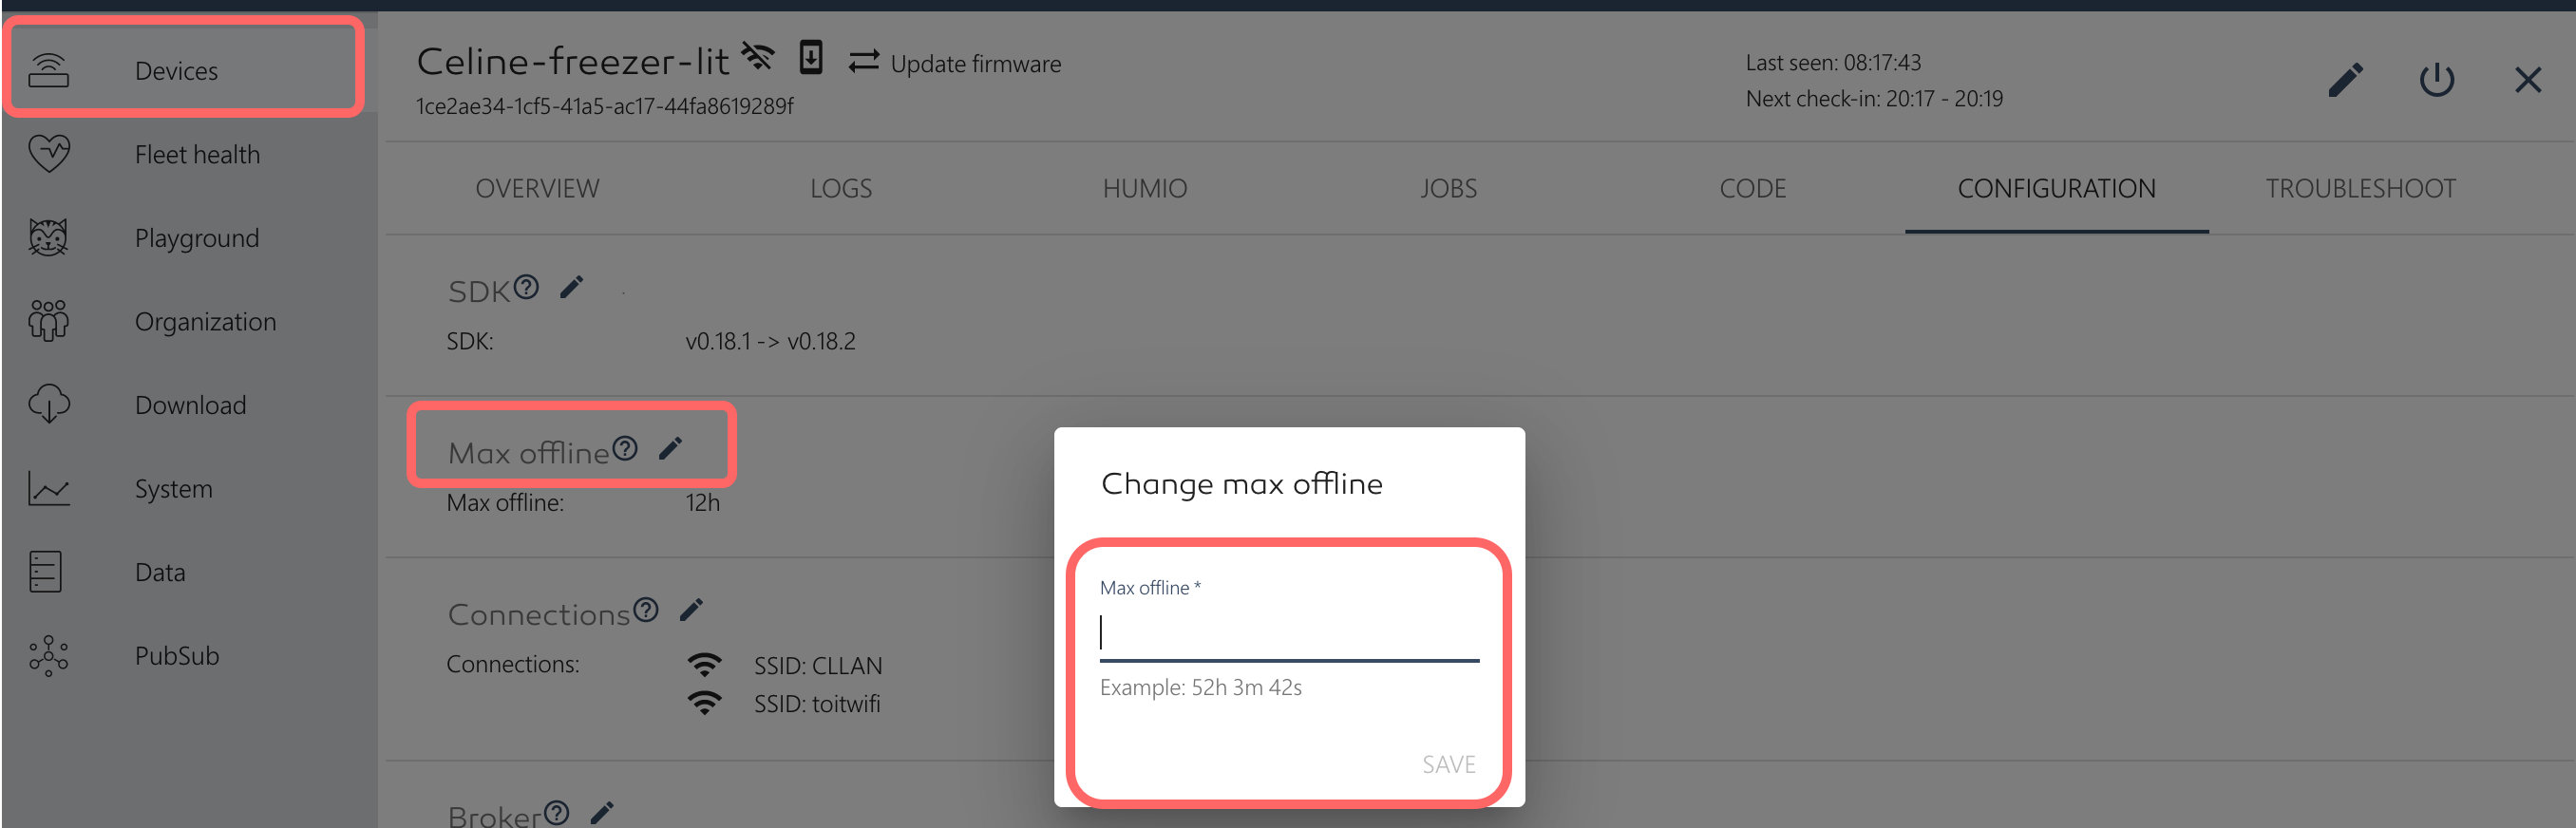 Devices
Fleet health
Playground
Organization
Download
System
Data
PubSub
Celine-freezer-lit
Update firmware
1ce2ae34-1cf5-41a5-ac17-44fa8619289f
Last seen: 08:17:43
Next check-in: 20:17 - 20:19
OVERVIEW
LOGS
HUMIO
JOBS
CODE
CONFIGURATION
TROUBLESHOOT
SDK
SDK: v0.18.1 -> v0.18.2
Max offline
Max offline: 12h
Connections
Connections: SSID: CLLAN
SSID: toitwifi
Broker
Change max offline
Max offline *
Example: 52h 3m 42s
SAVE